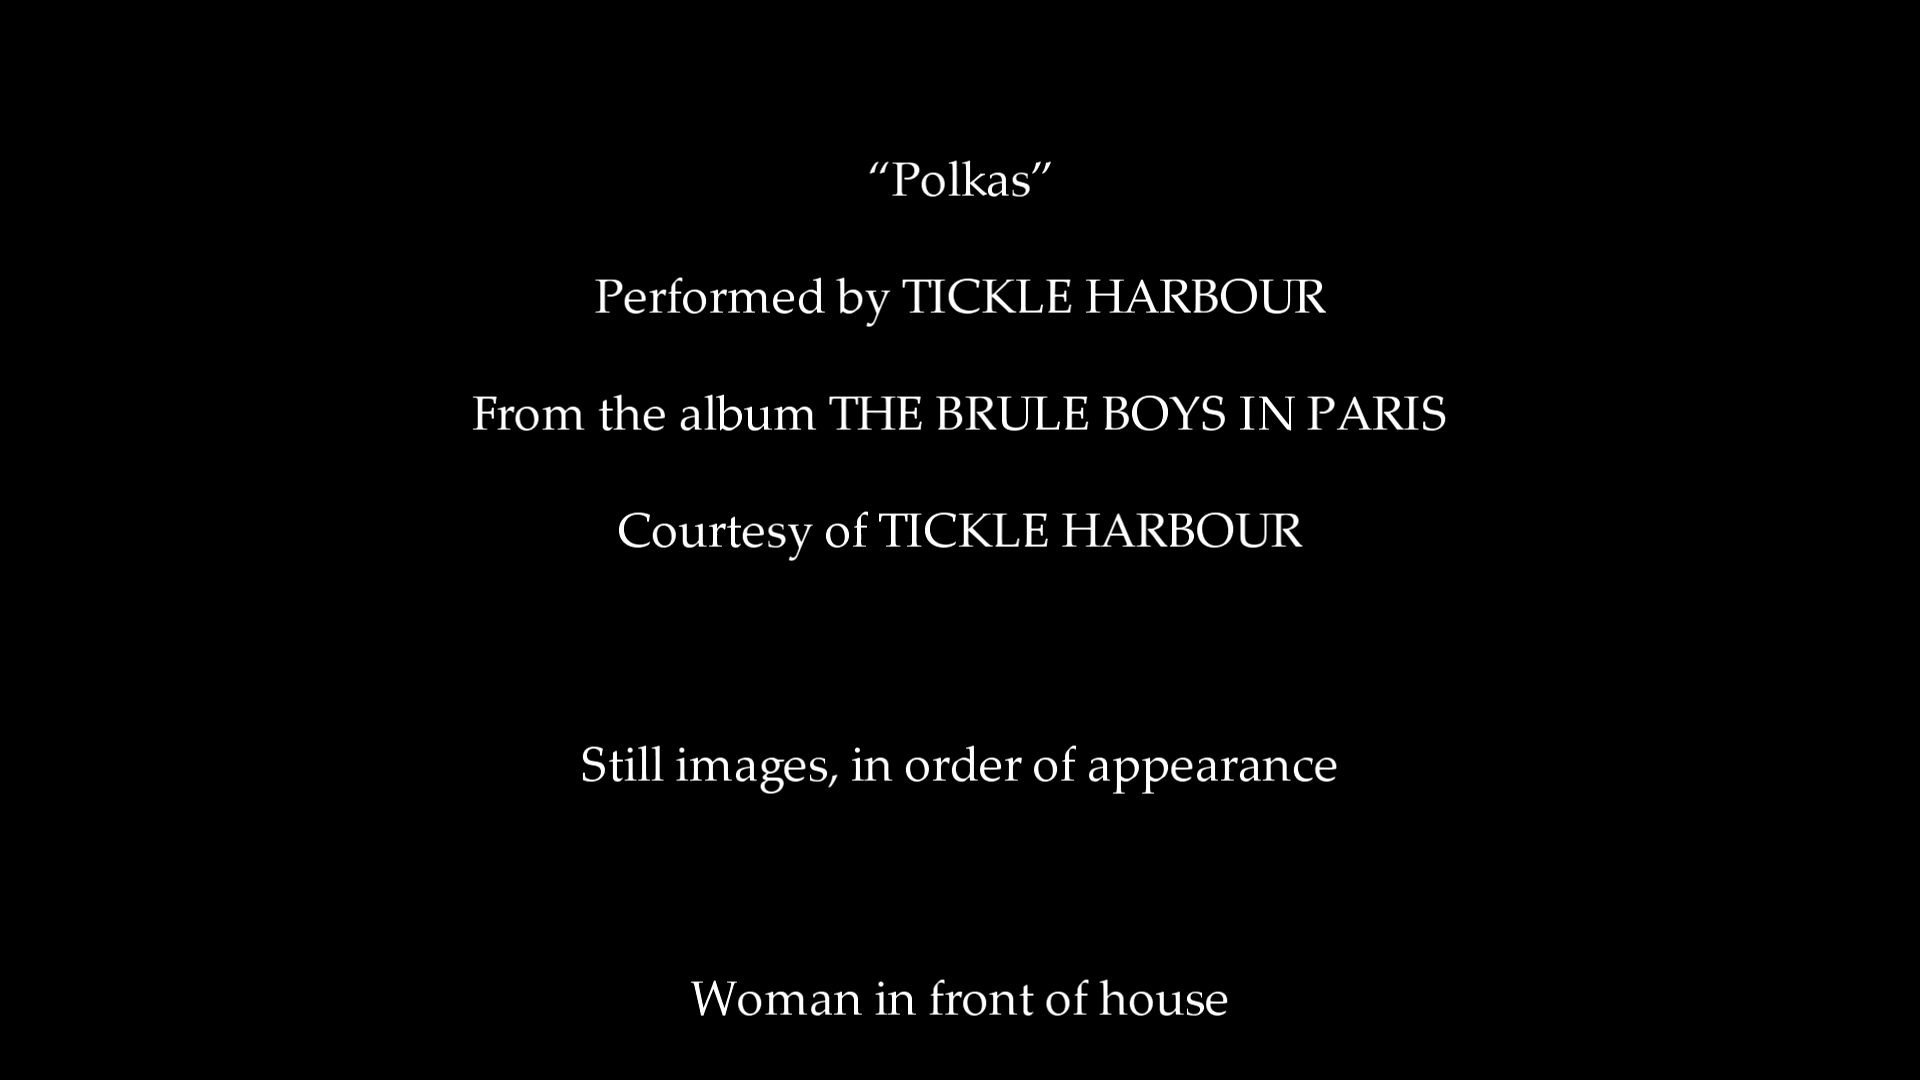 “Polkas”
Performed by TICKLE HARBOUR
From the album THE BRULE BOYS IN PARIS
Courtesy of TICKLE HARBOUR
Still images, in order of appearance
Woman in front of house